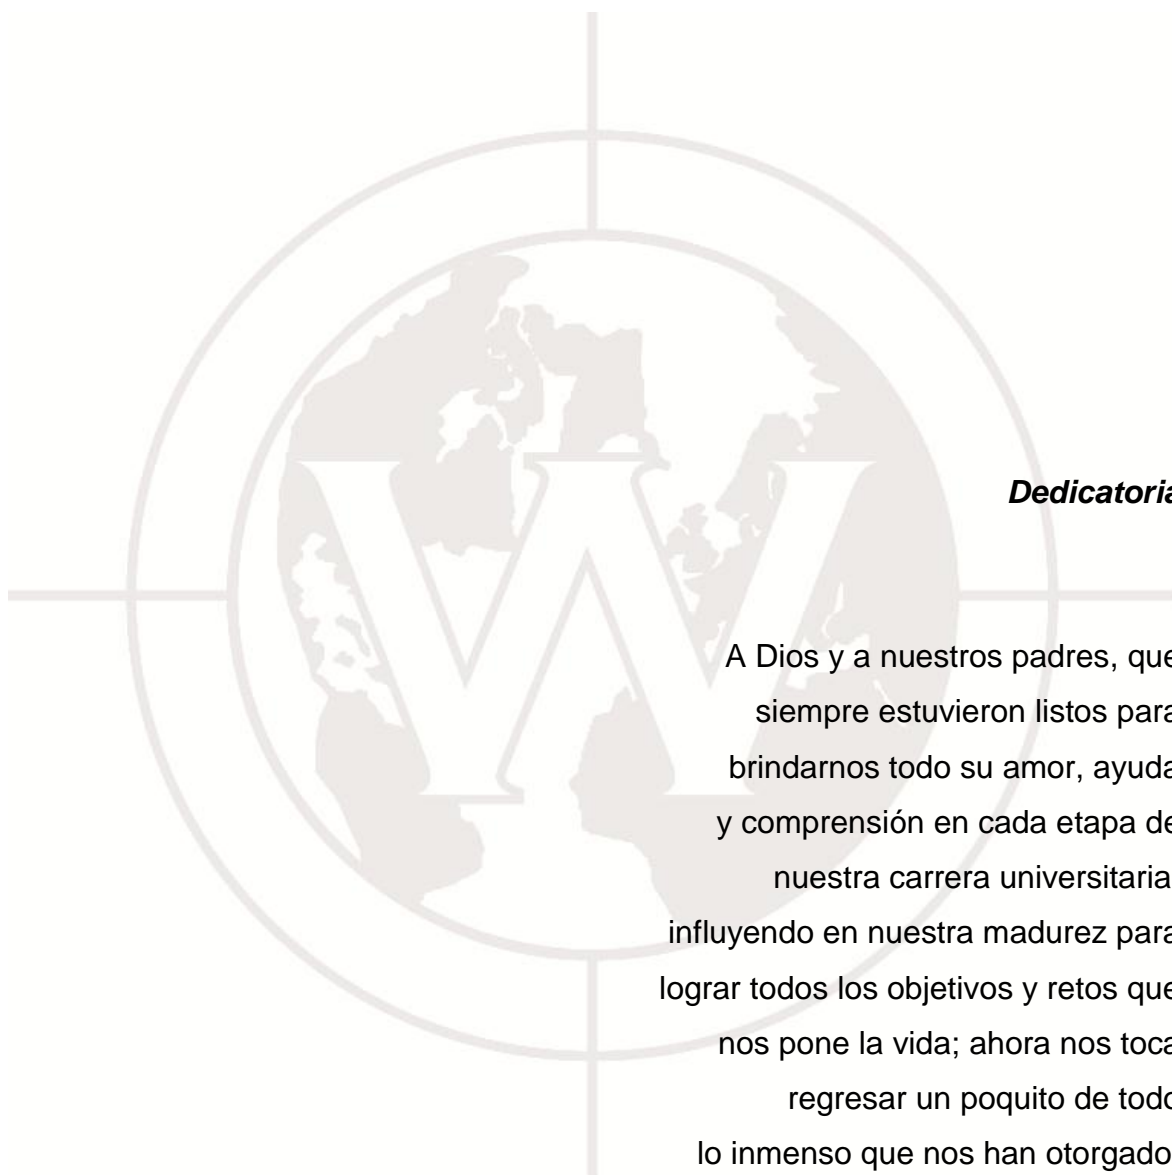 Dedicatoria
A Dios y a nuestros padres, que
siempre estuvieron listos para
brindarnos todo su amor, ayuda
y comprensión en cada etapa de
nuestra carrera universitaria,
influyendo en nuestra madurez para
lograr todos los objetivos y retos que
nos pone la vida; ahora nos toca
regresar un poquito de todo
lo inmenso que nos han otorgado.
W